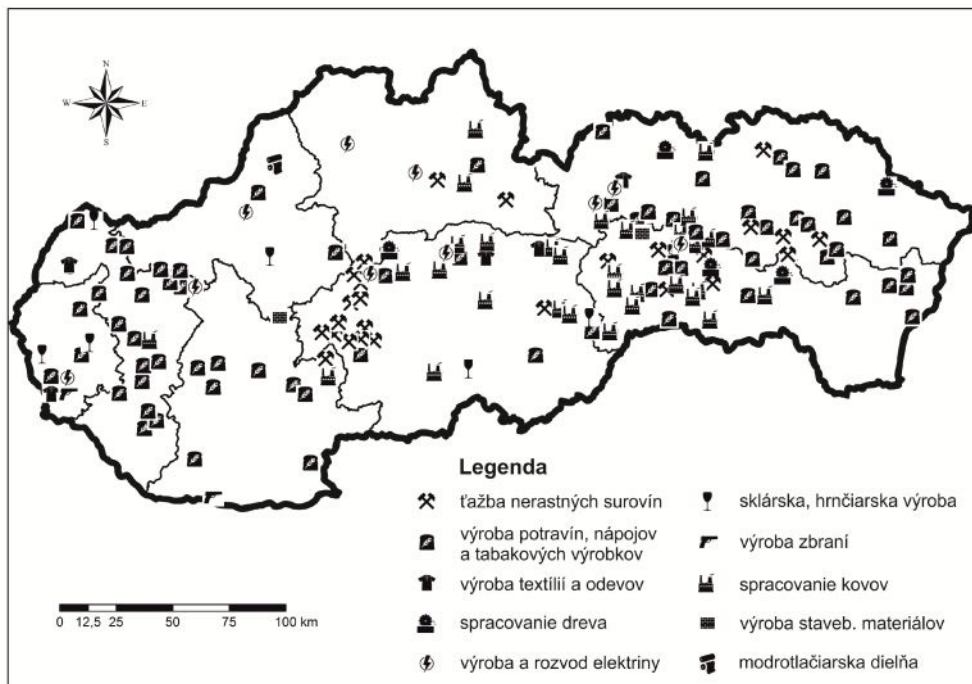 N
W E
S
Legenda
ťažba nerastných surovín
výroba potravín, nápojov
a tabakových výrobkov
výroba textílií a odevov
spracovanie dreva
výroba a rozvod elektriny
sklárska, hrnčiarska výroba
výroba zbraní
spracovanie kovov
výroba staveb. materiálov
modrotlačiarska dielňa
0 12,5 25 50 75 100 km